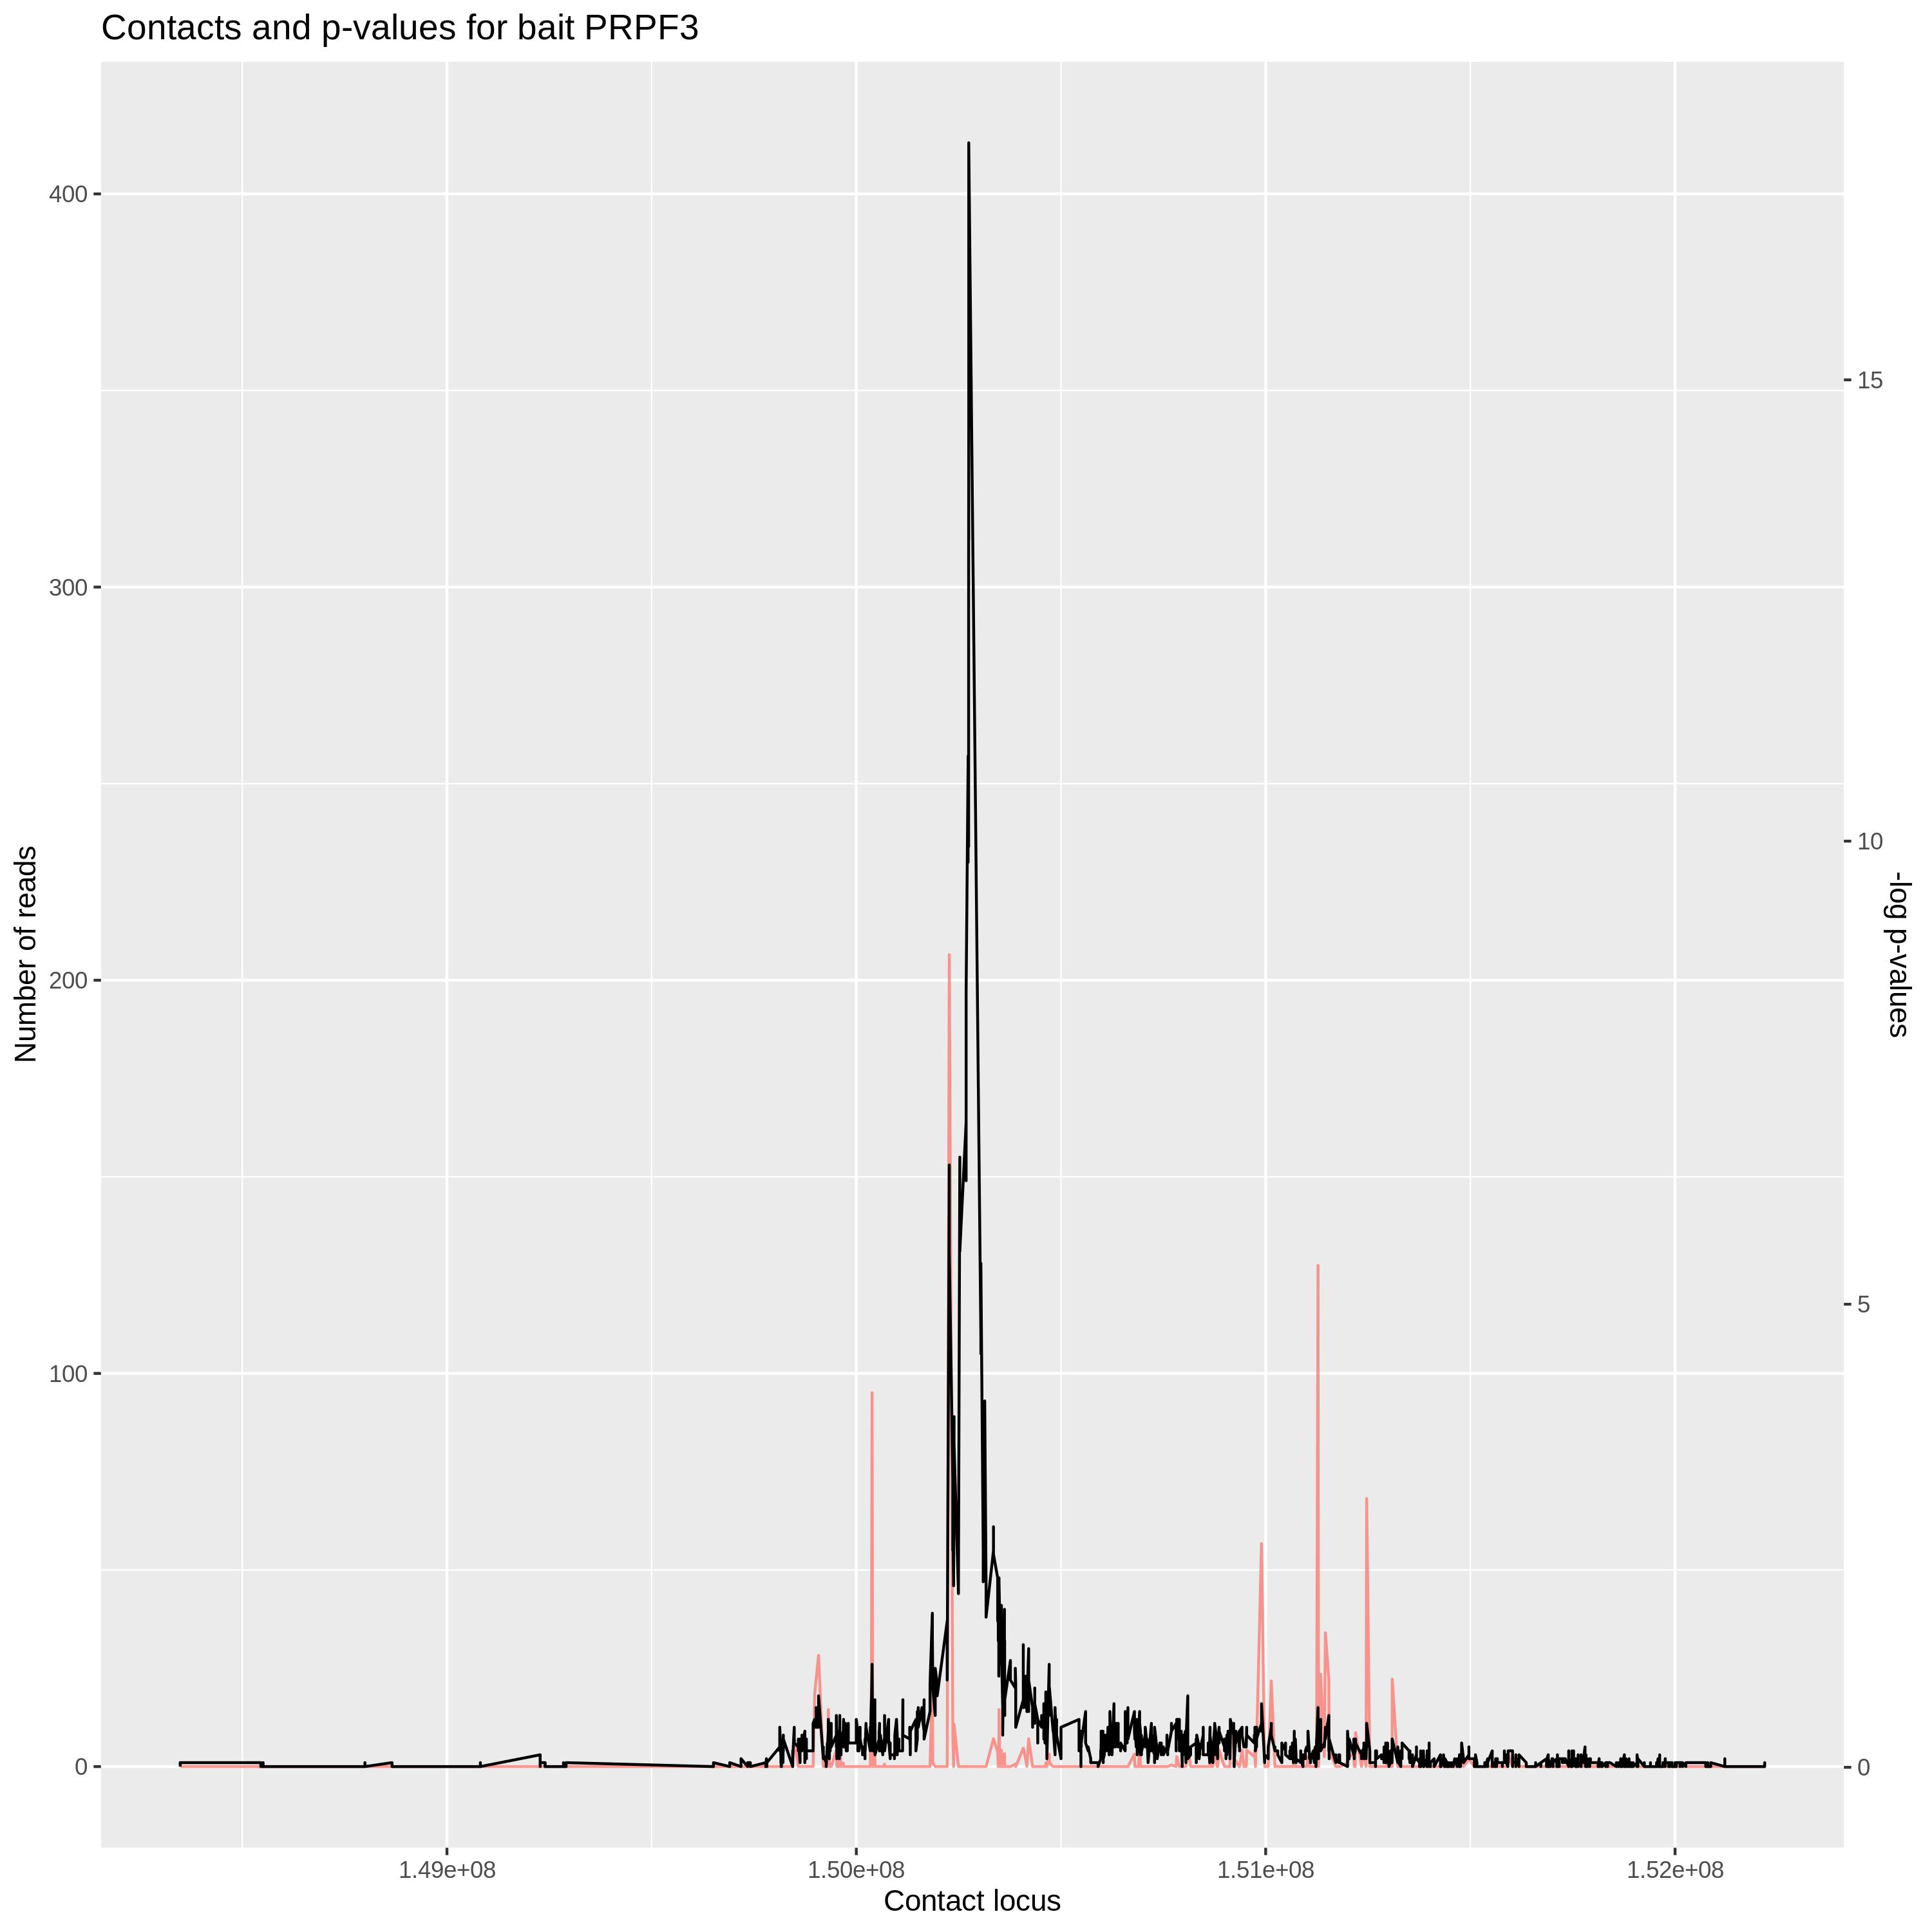 Contacts and p-values for bait PRPF3
400
300
200
100
0
Number of reads
15
10
5
0
-log p-values
1.49e+08
1.50e+08
1.51e+08
1.52e+08
Contact locus